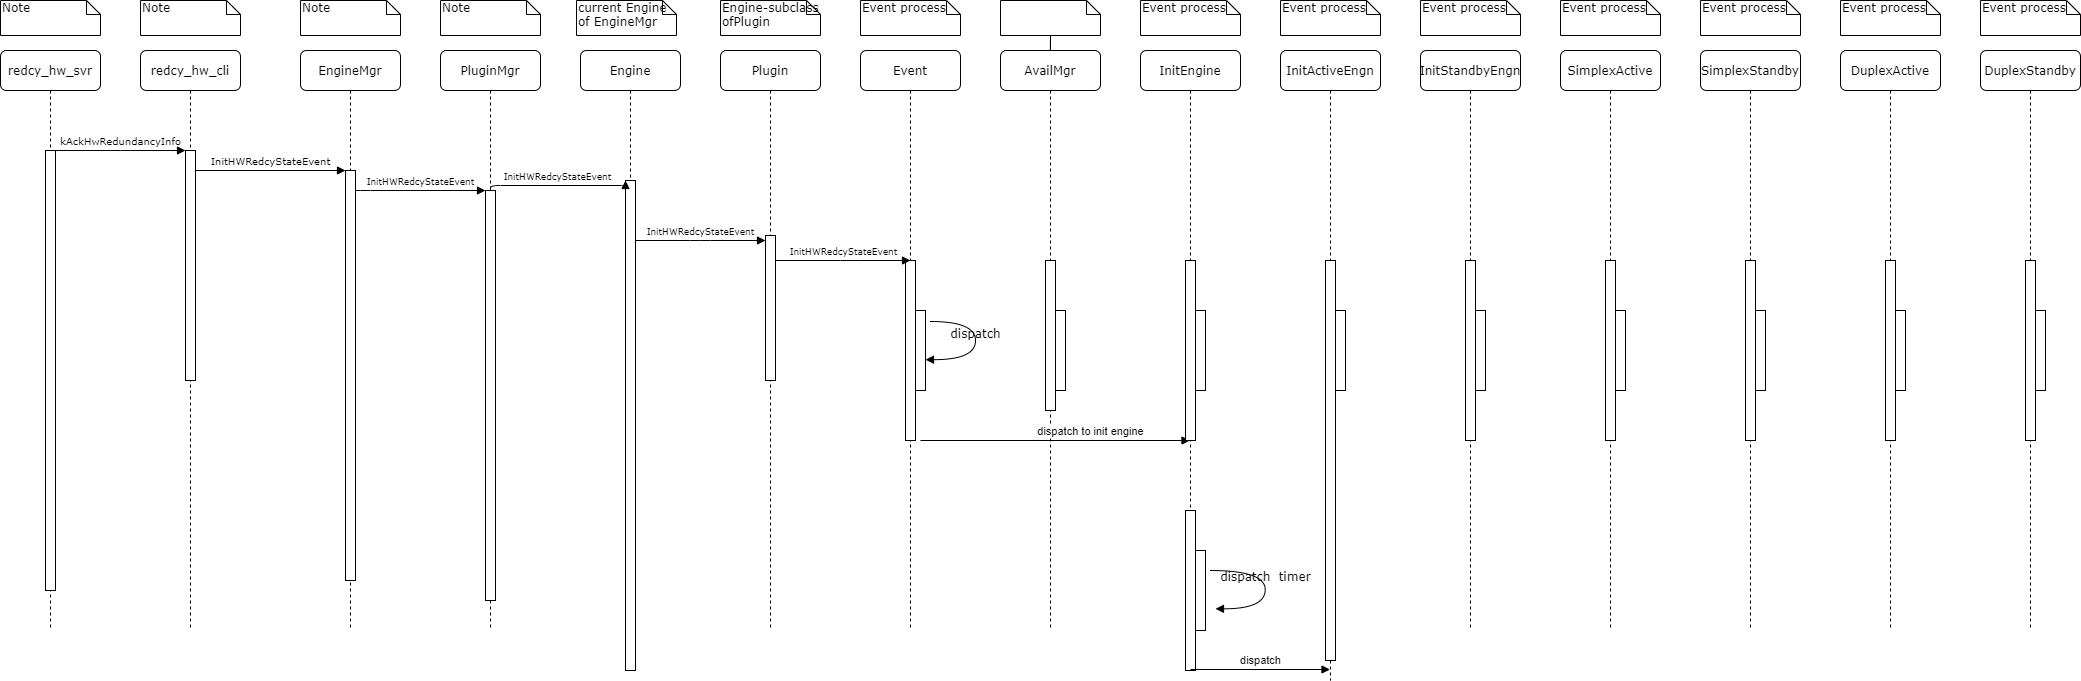 Note
Note
Note
Note
current Engine
of EngineMgr
Engine-subclass
ofPlugin
Event process
Event process
Event process
Event process
Event process
Event process
Event process
Event process
redcy_hw_svr
redcy_hw_cli
EngineMgr
PluginMgr
Engine
Plugin
Event
AvailMgr
InitEngine
InitActiveEngn
InitStandbyEngn
SimplexActive
SimplexStandby
DuplexActive
DuplexStandby
kAckHwRedundancyInfo
InitHWRedcyStateEvent
InitHWRedcyStateEvent
InitHWRedcyStateEvent
InitHWRedcyStateEvent
InitHWRedcyStateEvent
dispatch
dispatch to init engine
dispatch timer
dispatch